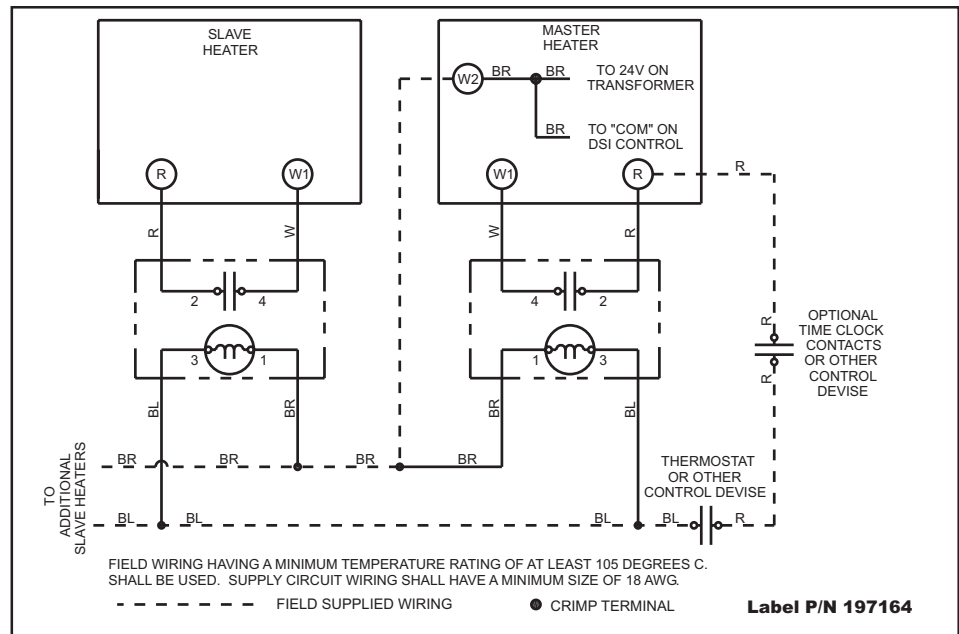 SLAVE
HEATER
MASTER
HEATER
W2
BR
BR
TO 24V ON
TRANSFORMER
BR
TO "COM" ON
DSI CONTROL
R
W1
W1
R
R
R
W
W
R
2
4
4
2
3
1
1
3
R
R
OPTIONAL
TIME CLOCK
CONTACTS
OR OTHER
CONTROL
DEVISE
BL
BR
BR
BL
TO
ADDITIONAL
SLAVE HEATERS
BR
BR
BR
BR
THERMOSTAT
OR OTHER
CONTROL DEVISE
BL
BL
BL
BL
R
FIELD WIRING HAVING A MINIMUM TEMPERATURE RATING OF AT LEAST 105 DEGREES C.
SHALL BE USED. SUPPLY CIRCUIT WIRING SHALL HAVE A MINIMUM SIZE OF 18 AWG.
FIELD SUPPLIED WIRING
CRIMP TERMINAL
Label P/N 197164